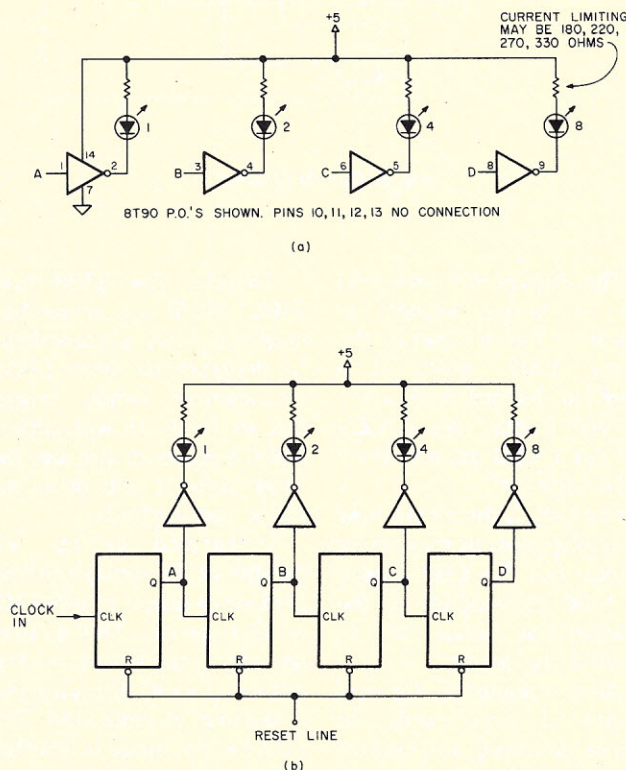 CURRENT LIMITING
MAY BE 180, 220,
270, 330 OHMS
+5
1
2
4
8
A
1
14
2
7
B
3
4
C
6
5
D
8
9
8T90 P.O.'S SHOWN. PINS 10, 11, 12, 13 NO CONNECTION
(a)
+5
1
2
4
8
A
B
C
D
Q
Q
Q
Q
CLOCK
IN
CLK
CLK
CLK
CLK
R
R
R
R
RESET LINE
(b)